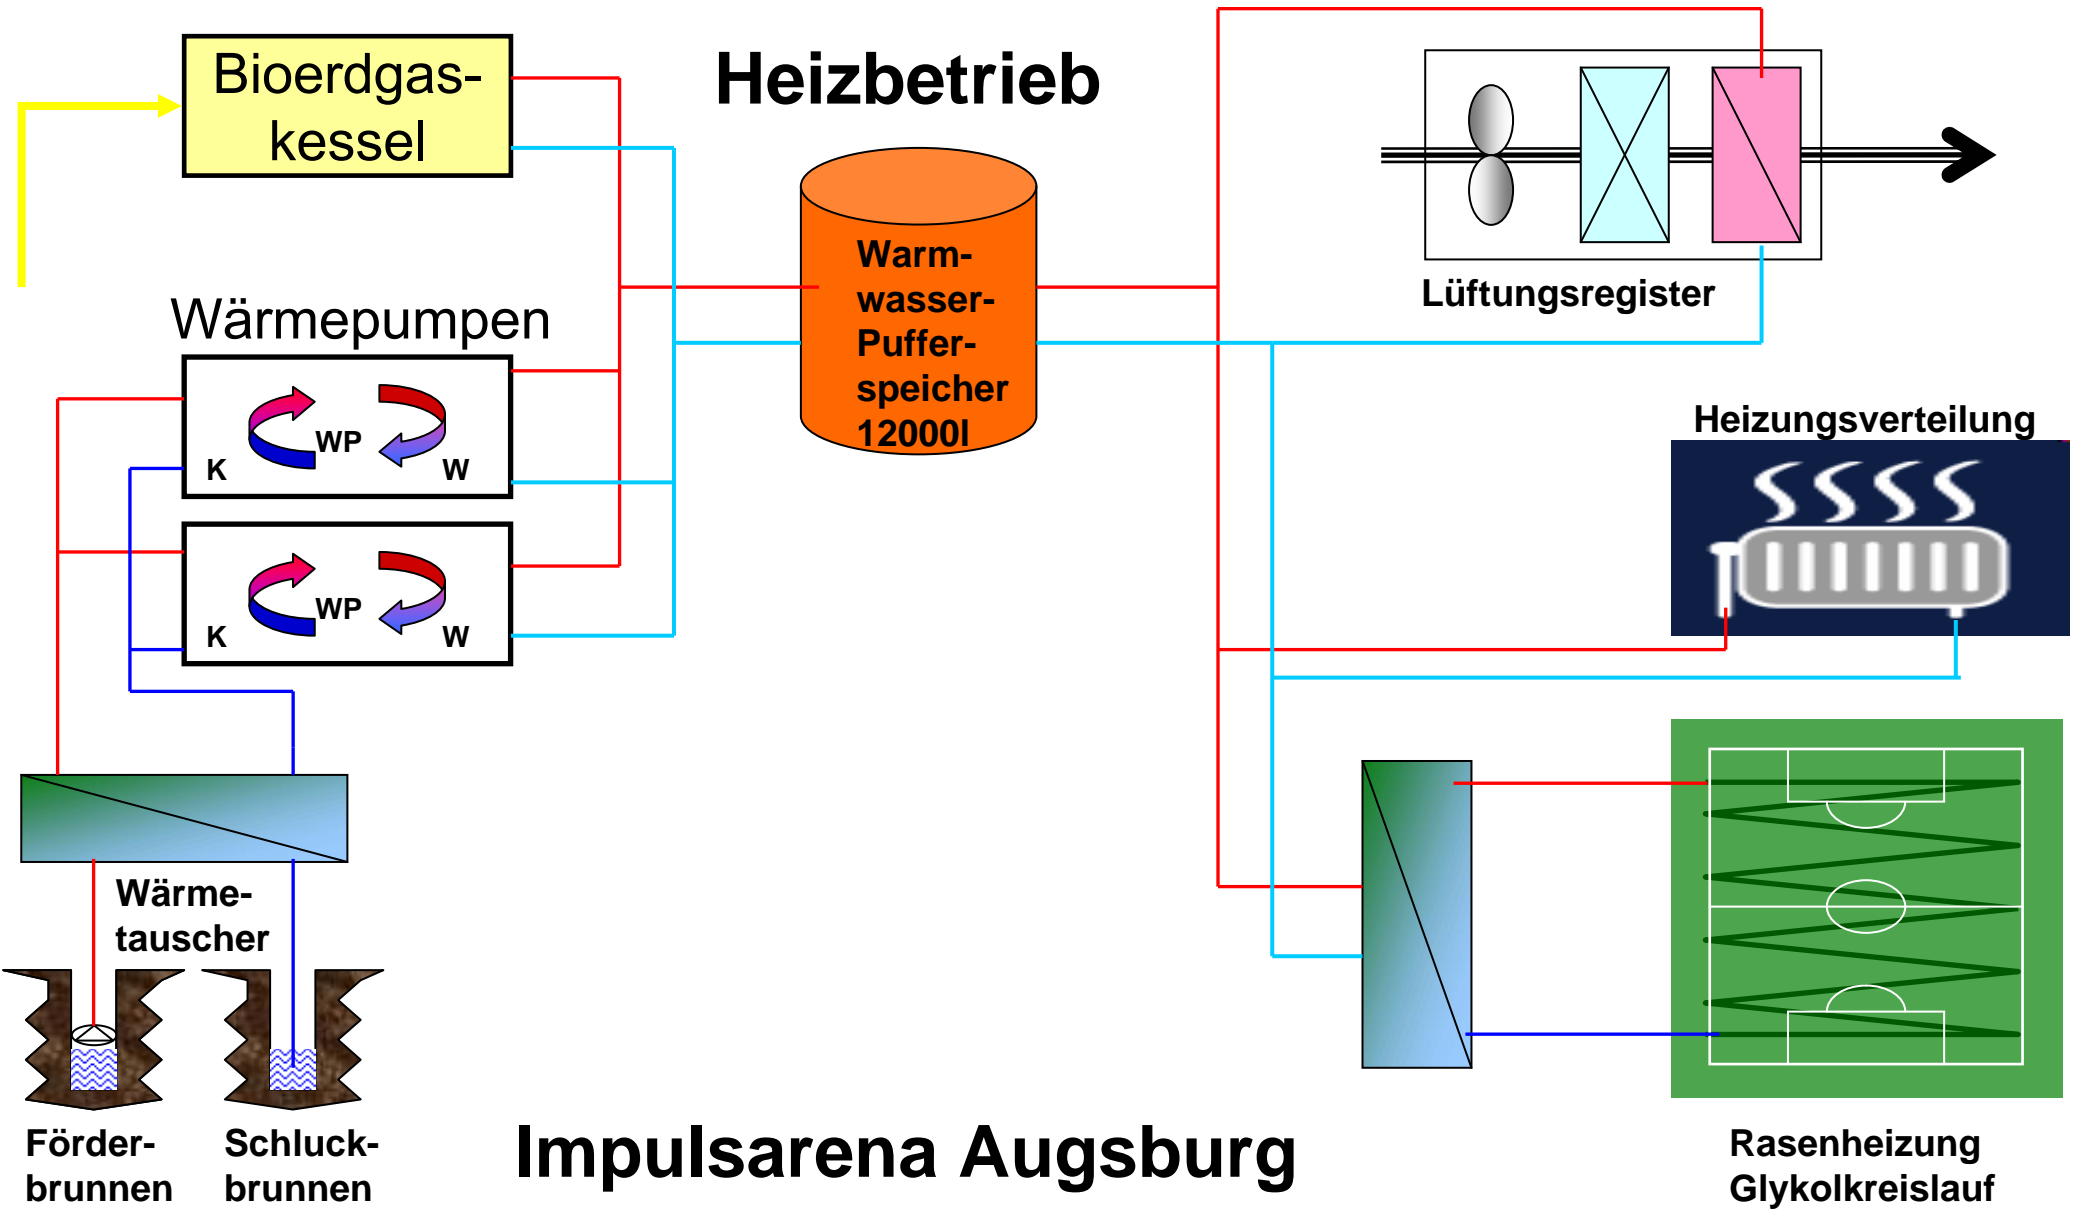 Bioerdgas-
kessel
Heizbetrieb
Warm-
wasser-
Puffer-
speicher
12000l
Lüftungsregister
Wärmepumpen
WP
K
W
WP
K
W
Heizungsverteilung
Wärme-
tauscher
Förder-
brunnen
Schluck-
brunnen
Impulsarena Augsburg
Rasenheizung
Glykolkreislauf